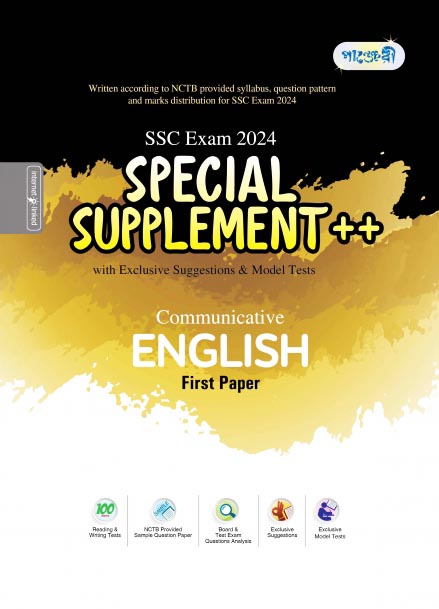 পাঞ্জেরী
Written according to NCTB provided syllabus, question pattern
and marks distribution for SSC Exam 2024
SSC Exam 2024
SPECIAL
SUPPLEMENT ++
with Exclusive Suggestions & Model Tests
internet linked
Communicative
ENGLISH
First Paper
100
Reading &
Writing Tests
SAMPLE
NCTB Provided
Sample Question Paper
Board &
Test Exam
Questions Analysis
Exclusive
Suggestions
Exclusive
Model Tests